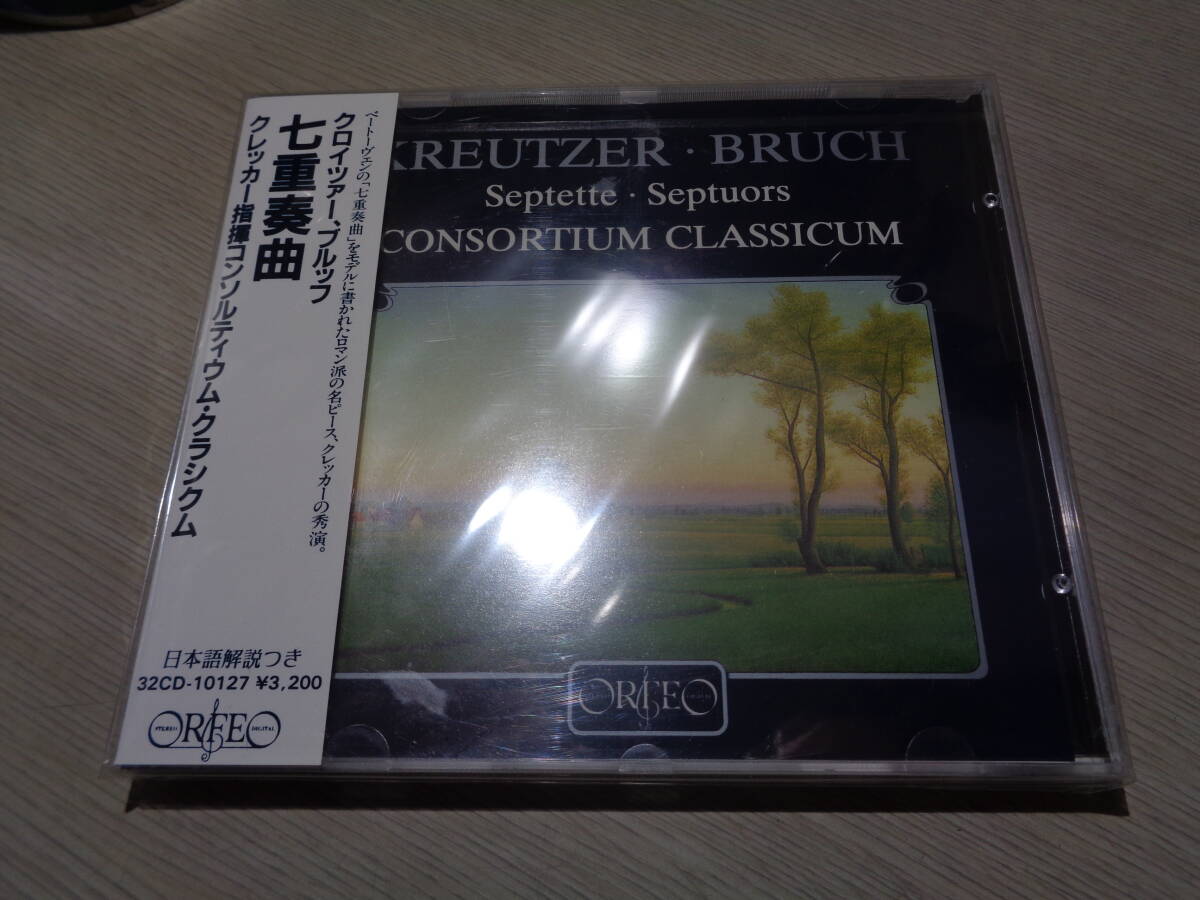 ベートーヴェンの「七重奏曲」をモデルに書かれたロマン派の名ピース、クレッカーの秀演。
クロイツァー、ブルッフ
七重奏曲
クレッカー指揮コンソルティウム・クラシクム
日本語解説つき
32CD-10127 ¥3,200
STEREO ORFEO DIGITAL
KREUTZER · BRUCH
Septette · Septuors
CONSORTIUM CLASSICUM
ORFEO